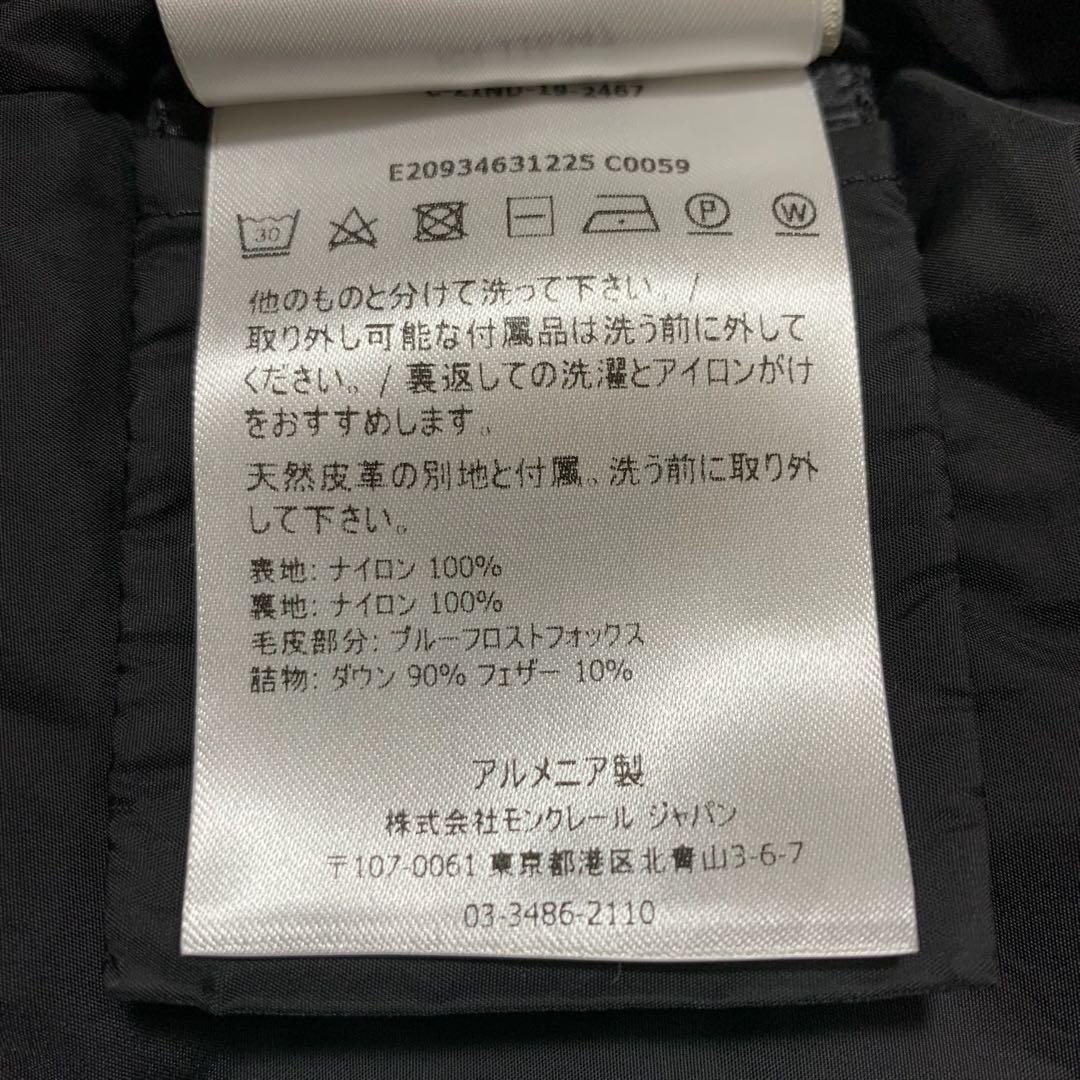 E20934631225 C0059
30 P W
他のものと分けて洗って下さい。/
取り外し可能な付属品は洗う前に外して
ください。/ 裏返しての洗濯とアイロンがけ
をおすすめします。
天然皮革の別地と付属、洗う前に取り外
して下さい。
表地: ナイロン 100%
裏地: ナイロン 100%
毛皮部分: ブルーフロストフォックス
詰物: ダウン 90% フェザー 10%
アルメニア製
株式会社モンクレール ジャパン
〒107-0061 東京都港区北青山3-6-7
03-3486-2110